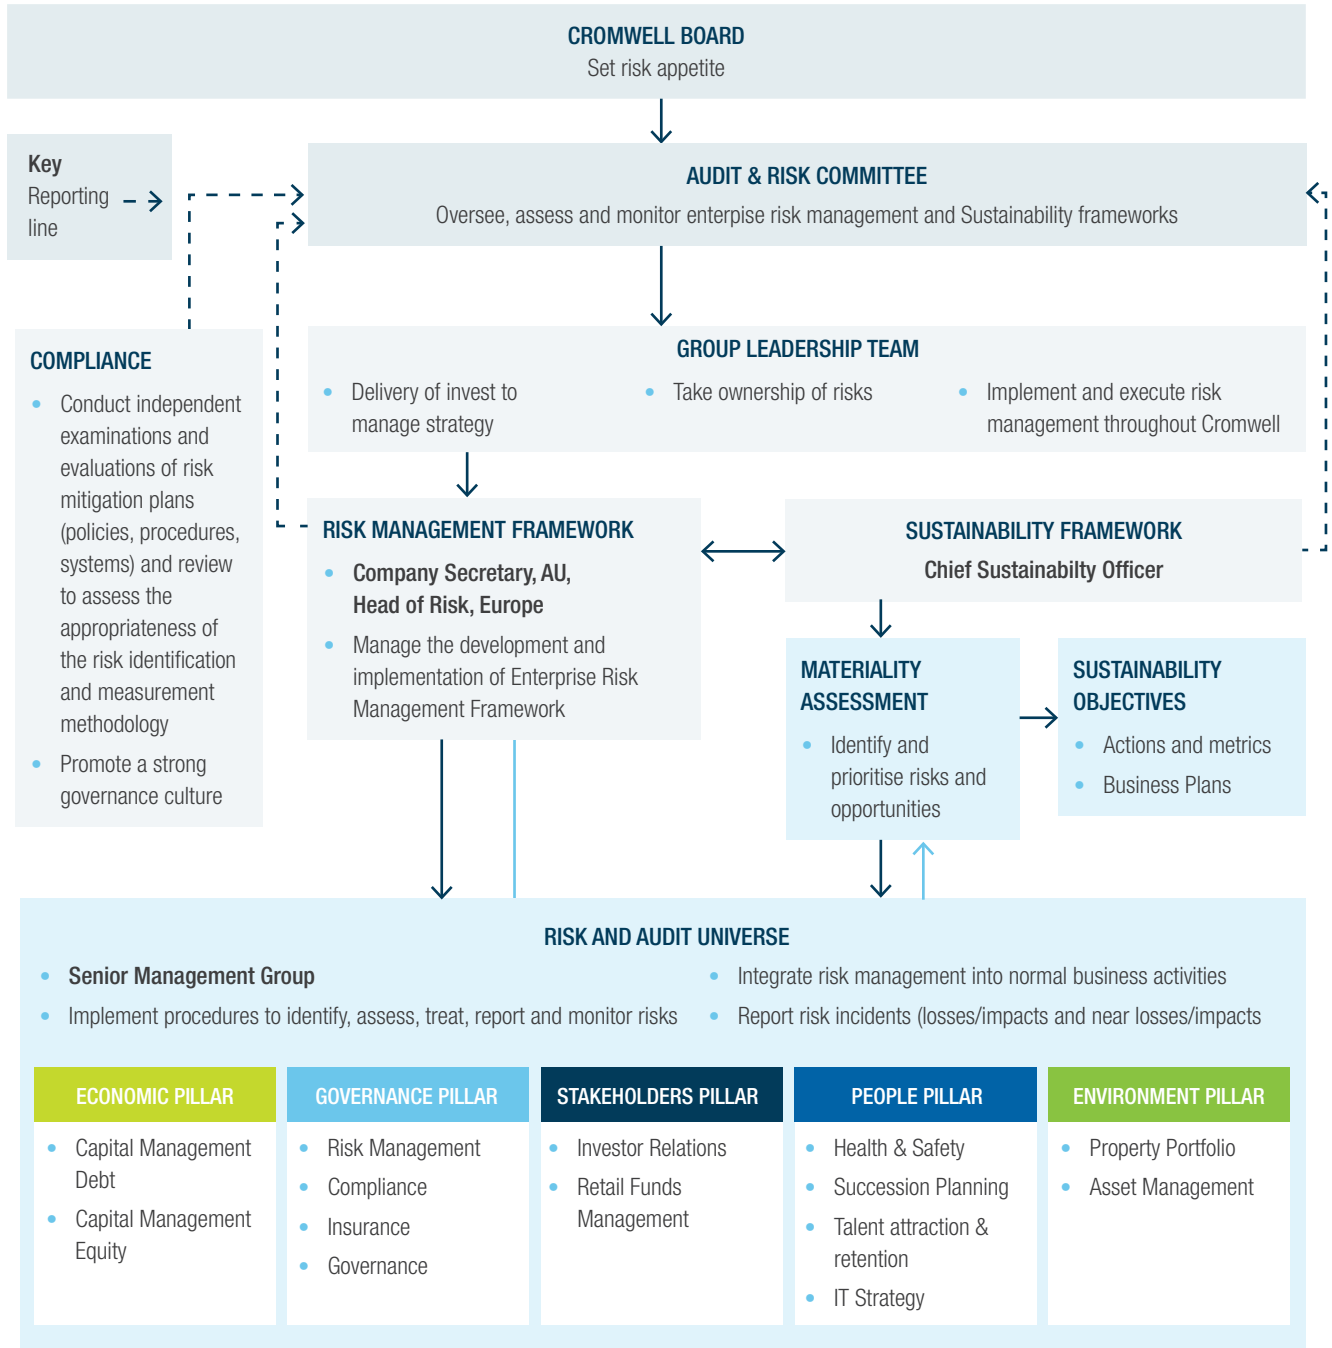 CROMWELL BOARD
Set risk appetite
Key
Reporting
line
AUDIT & RISK COMMITTEE
Oversee, assess and monitor enterpise risk management and Sustainability frameworks
COMPLIANCE
• Conduct independent
examinations and
evaluations of risk
mitigation plans
(policies, procedures,
systems) and review
to assess the
appropriateness of
the risk identification
and measurement
methodology
• Promote a strong
governance culture
GROUP LEADERSHIP TEAM
• Delivery of invest to
manage strategy
• Take ownership of risks
• Implement and execute risk
management throughout Cromwell
RISK MANAGEMENT FRAMEWORK
• Company Secretary, AU,
Head of Risk, Europe
• Manage the development and
implementation of Enterprise Risk
Management Framework
SUSTAINABILITY FRAMEWORK
Chief Sustainabilty Officer
MATERIALITY
ASSESSMENT
• Identify and
prioritise risks and
opportunities
SUSTAINABILITY
OBJECTIVES
• Actions and metrics
• Business Plans
RISK AND AUDIT UNIVERSE
• Senior Management Group
• Implement procedures to identify, assess, treat, report and monitor risks
• Integrate risk management into normal business activities
• Report risk incidents (losses/impacts and near losses/impacts
ECONOMIC PILLAR
• Capital Management
Debt
• Capital Management
Equity
GOVERNANCE PILLAR
• Risk Management
• Compliance
• Insurance
• Governance
STAKEHOLDERS PILLAR
• Investor Relations
• Retail Funds
Management
PEOPLE PILLAR
• Health & Safety
• Succession Planning
• Talent attraction &
retention
• IT Strategy
ENVIRONMENT PILLAR
• Property Portfolio
• Asset Management